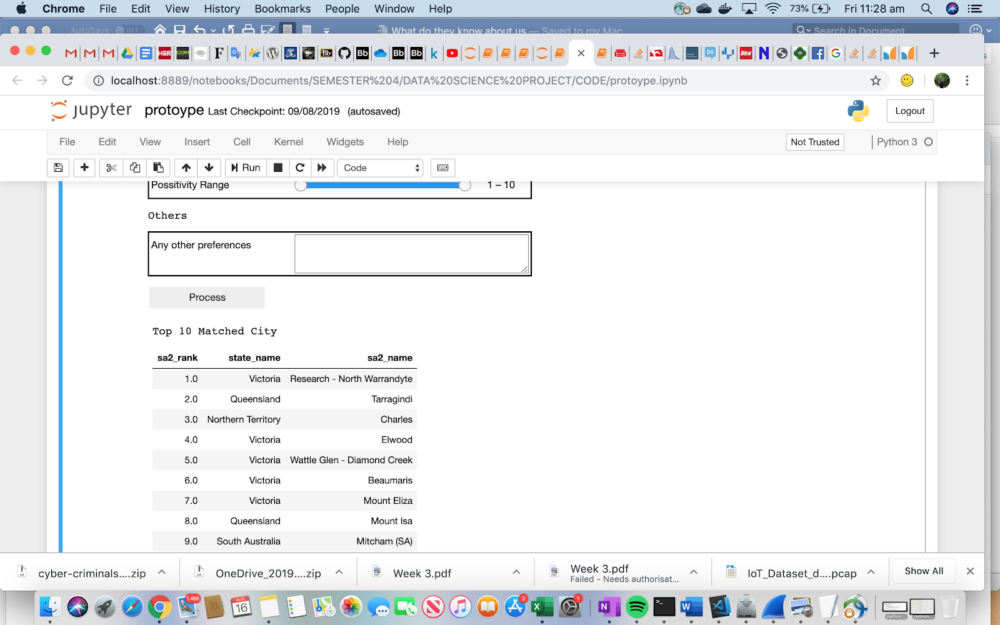 Chrome File Edit View History Bookmarks People Window Help 73% Fri 11:28 am
AutoSave OFF What do they know about us — Saved to my Mac Search in Document
localhost:8889/notebooks/Documents/SEMESTER%204/DATA%20SCIENCE%20PROJECT/CODE/protoype.ipynb
jupyter protoype Last Checkpoint: 09/08/2019 (autosaved) Logout
File Edit View Insert Cell Kernel Widgets Help Not Trusted Python 3
Run Code
Possitivity Range 1 – 10
Others
Any other preferences
Process
Top 10 Matched City
sa2_rank state_name sa2_name
1.0 Victoria Research - North Warrandyte
2.0 Queensland Tarragindi
3.0 Northern Territory Charles
4.0 Victoria Elwood
5.0 Victoria Wattle Glen - Diamond Creek
6.0 Victoria Beaumaris
7.0 Victoria Mount Eliza
8.0 Queensland Mount Isa
9.0 South Australia Mitcham (SA)
cyber-criminals....zip OneDrive_2019....zip Week 3.pdf Week 3.pdf IoT_Dataset_d....pcap Show All
Failed - Needs authorisat...
1,466 AUG 16 2 1